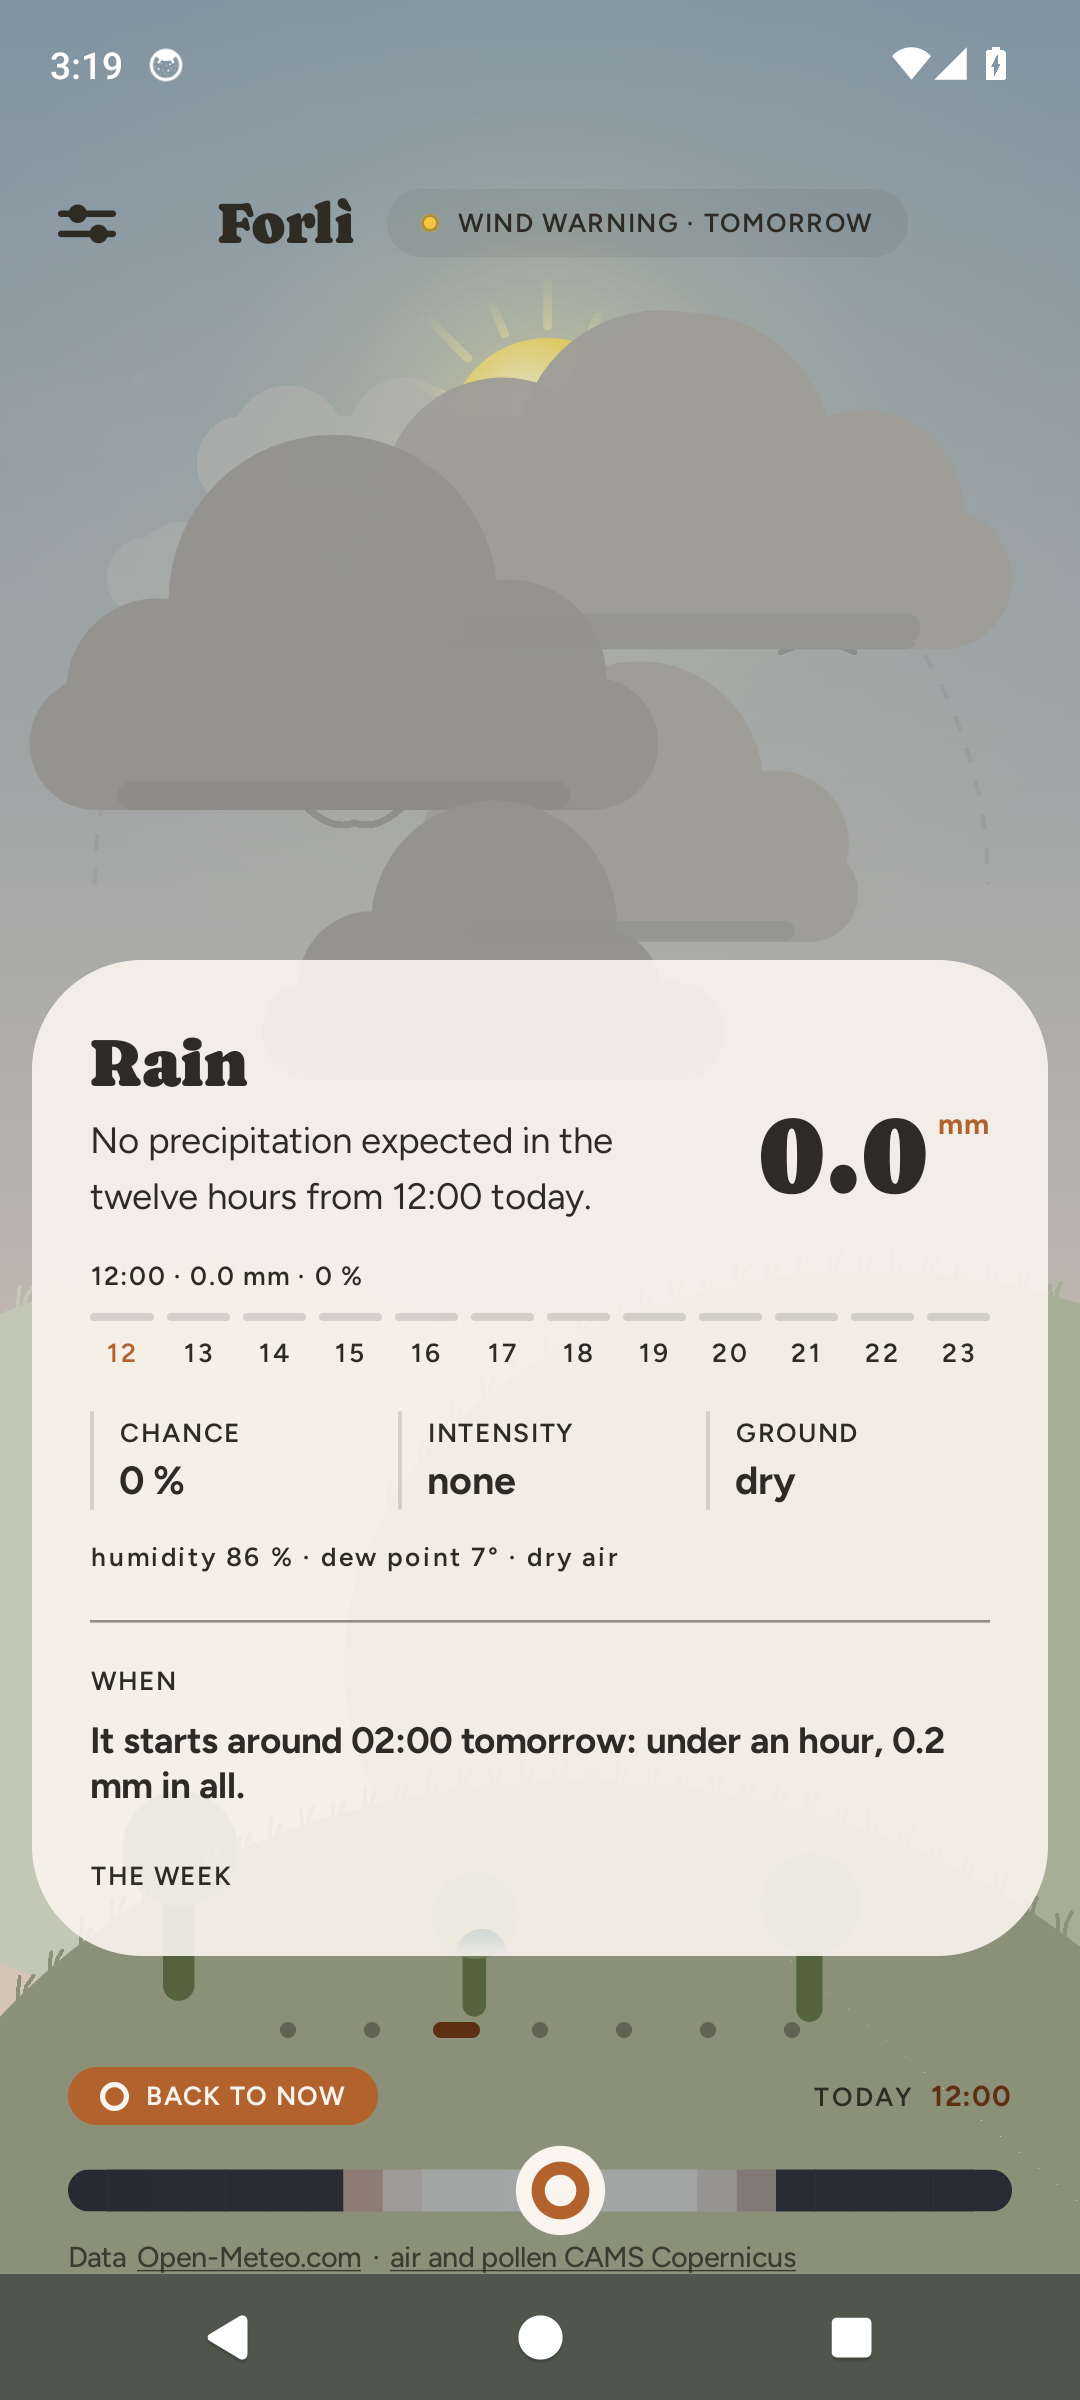 3:19
Forlì
WIND WARNING · TOMORROW
Rain
No precipitation expected in the
twelve hours from 12:00 today.
0.0 mm
12:00 · 0.0 mm · 0 %
12 13 14 15 16 17 18 19 20 21 22 23
CHANCE INTENSITY GROUND
0 % none dry
humidity 86 % · dew point 7° · dry air
WHEN
It starts around 02:00 tomorrow: under an hour, 0.2
mm in all.
THE WEEK
BACK TO NOW
TODAY 12:00
Data Open-Meteo.com · air and pollen CAMS Copernicus